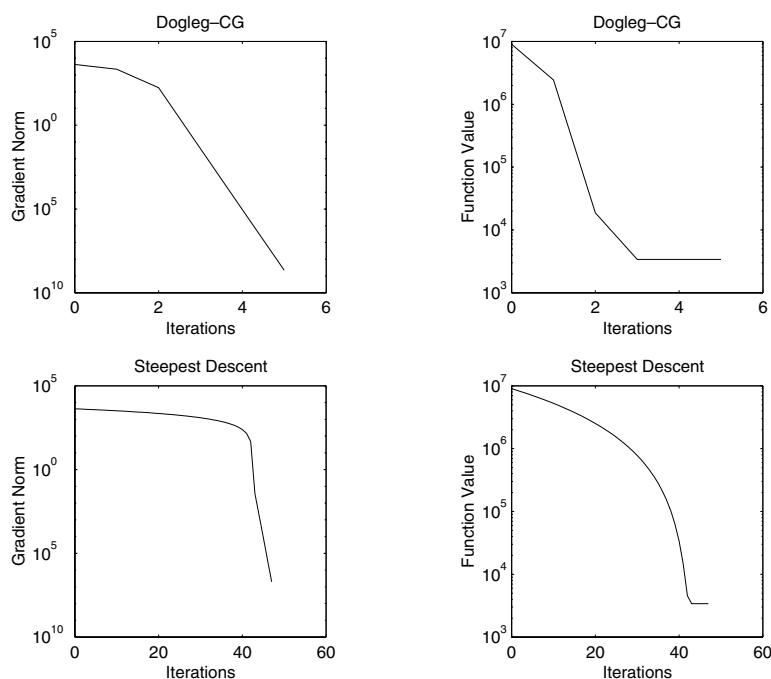 Dogleg–CG
10^5
10^0
10^5
10^10
Gradient Norm
0
2
4
6
Iterations
Dogleg–CG
10^7
10^6
10^5
10^4
10^3
Function Value
0
2
4
6
Iterations
Steepest Descent
10^5
10^0
10^5
10^10
Gradient Norm
0
20
40
60
Iterations
Steepest Descent
10^7
10^6
10^5
10^4
10^3
Function Value
0
20
40
60
Iterations